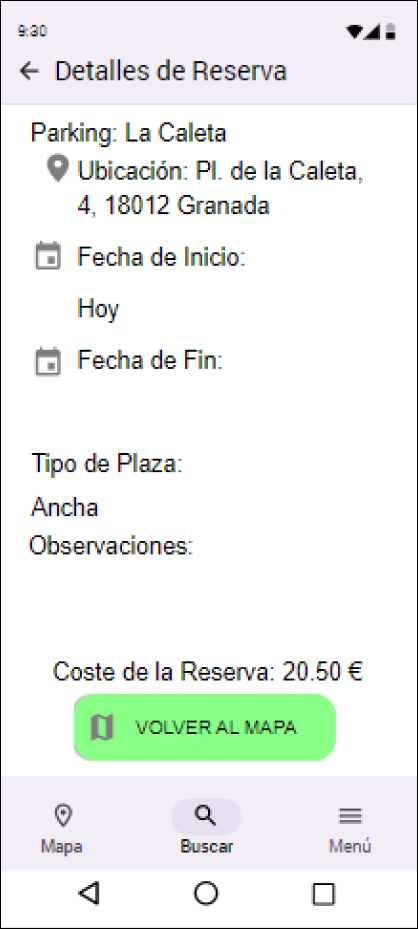 9:30
Detalles de Reserva
Parking: La Caleta
Ubicación: Pl. de la Caleta,
4, 18012 Granada
Fecha de Inicio:
Hoy
Fecha de Fin:
Tipo de Plaza:
Ancha
Observaciones:
Coste de la Reserva: 20.50 €
VOLVER AL MAPA
Mapa
Buscar
Menú